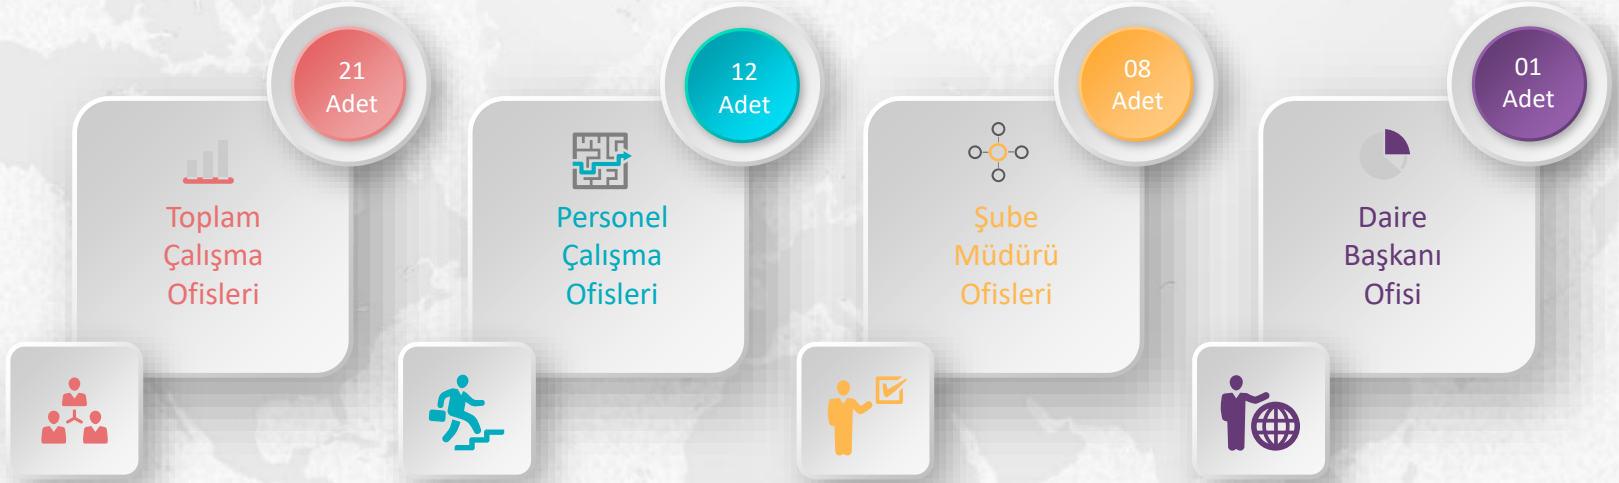 21
Adet
Toplam
Çalışma
Ofisleri
12
Adet
Personel
Çalışma
Ofisleri
08
Adet
Şube
Müdürü
Ofisleri
01
Adet
Daire
Başkanı
Ofisi